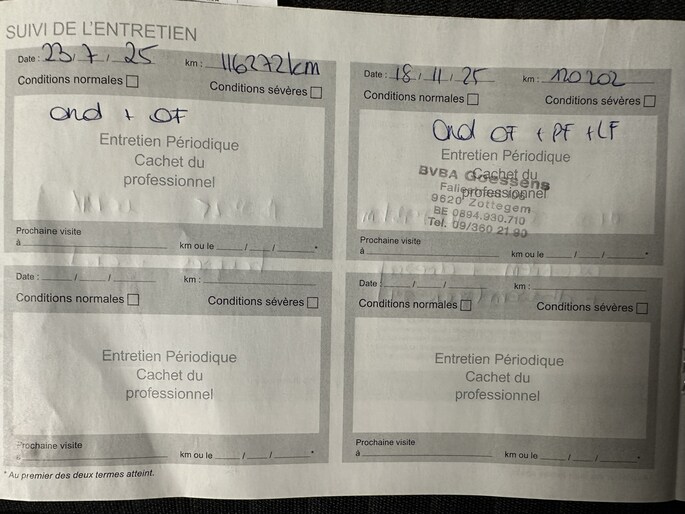 SUIVI DE L'ENTRETIEN
Date : 23 / 7 / 25 km : 116272 km
Conditions normales
Conditions sévères
ond + OF
Entretien Périodique
Cachet du
professionnel
Prochaine visite
à km ou le / / *
Date : 18 / 11 / 25 km : 120202
Conditions normales
Conditions sévères
Ond OF + PF + LF
Entretien Périodique
Cachet du
professionnel
BVBA Goessens
9620 Zottegem
BE 0894.930.710
Tel. 09/360 21 90
Prochaine visite
à km ou le / / *
Date : / / km :
Conditions normales
Conditions sévères
Entretien Périodique
Cachet du
professionnel
Prochaine visite
à km ou le / / *
Date : / / km :
Conditions normales
Conditions sévères
Entretien Périodique
Cachet du
professionnel
Prochaine visite
à km ou le / / *
* Au premier des deux termes atteint.